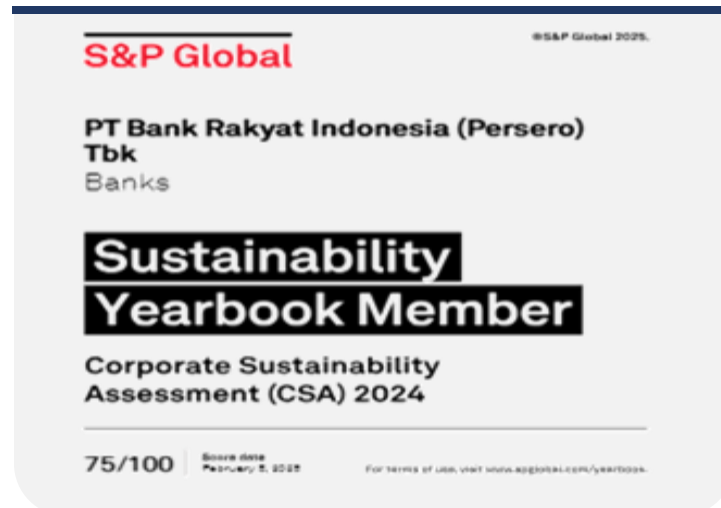 S&P Global
©S&P Global 2025.
PT Bank Rakyat Indonesia (Persero)
Tbk
Banks
Sustainability
Yearbook Member
Corporate Sustainability
Assessment (CSA) 2024
75/100
Score date
February 5, 2025
For terms of use, visit www.spglobal.com/yearbook.